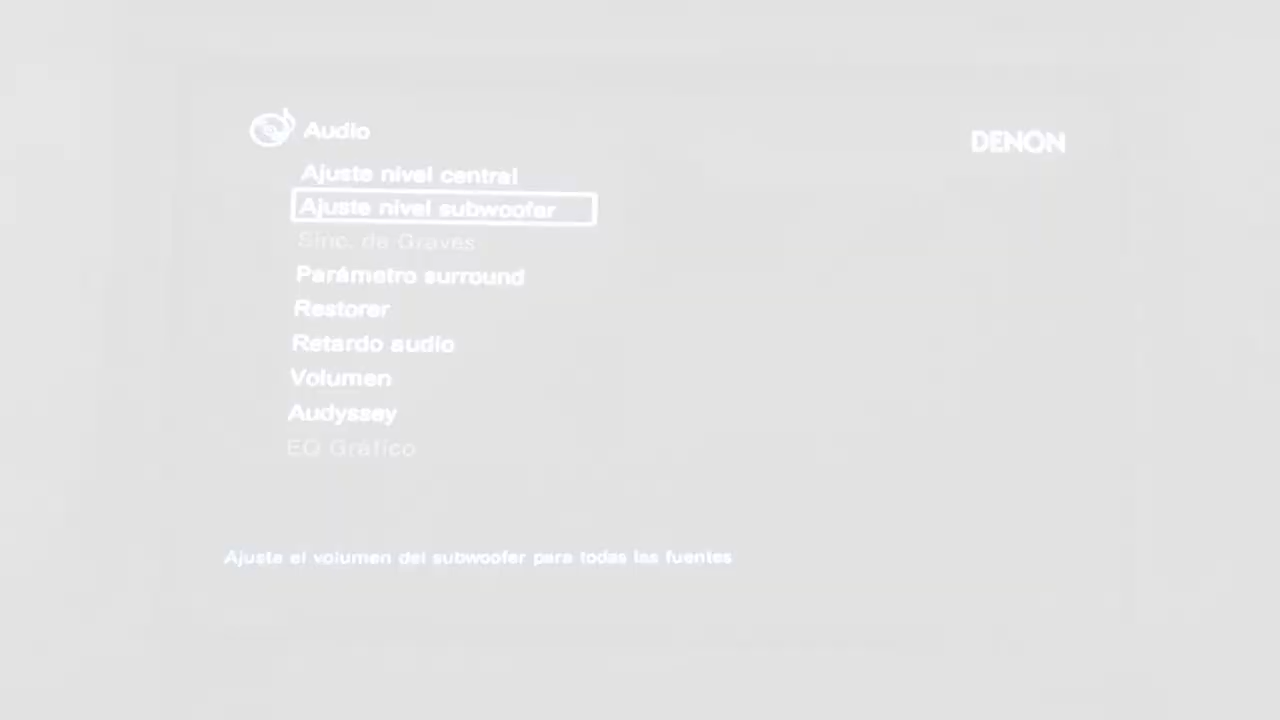 Audio
DENON
Ajuste nivel central
Ajuste nivel subwoofer
Sinc. de Graves
Parámetro surround
Restorer
Retardo audio
Volumen
Audyssey
EQ Gráfico
Ajuste el volumen del subwoofer para todas las fuentes